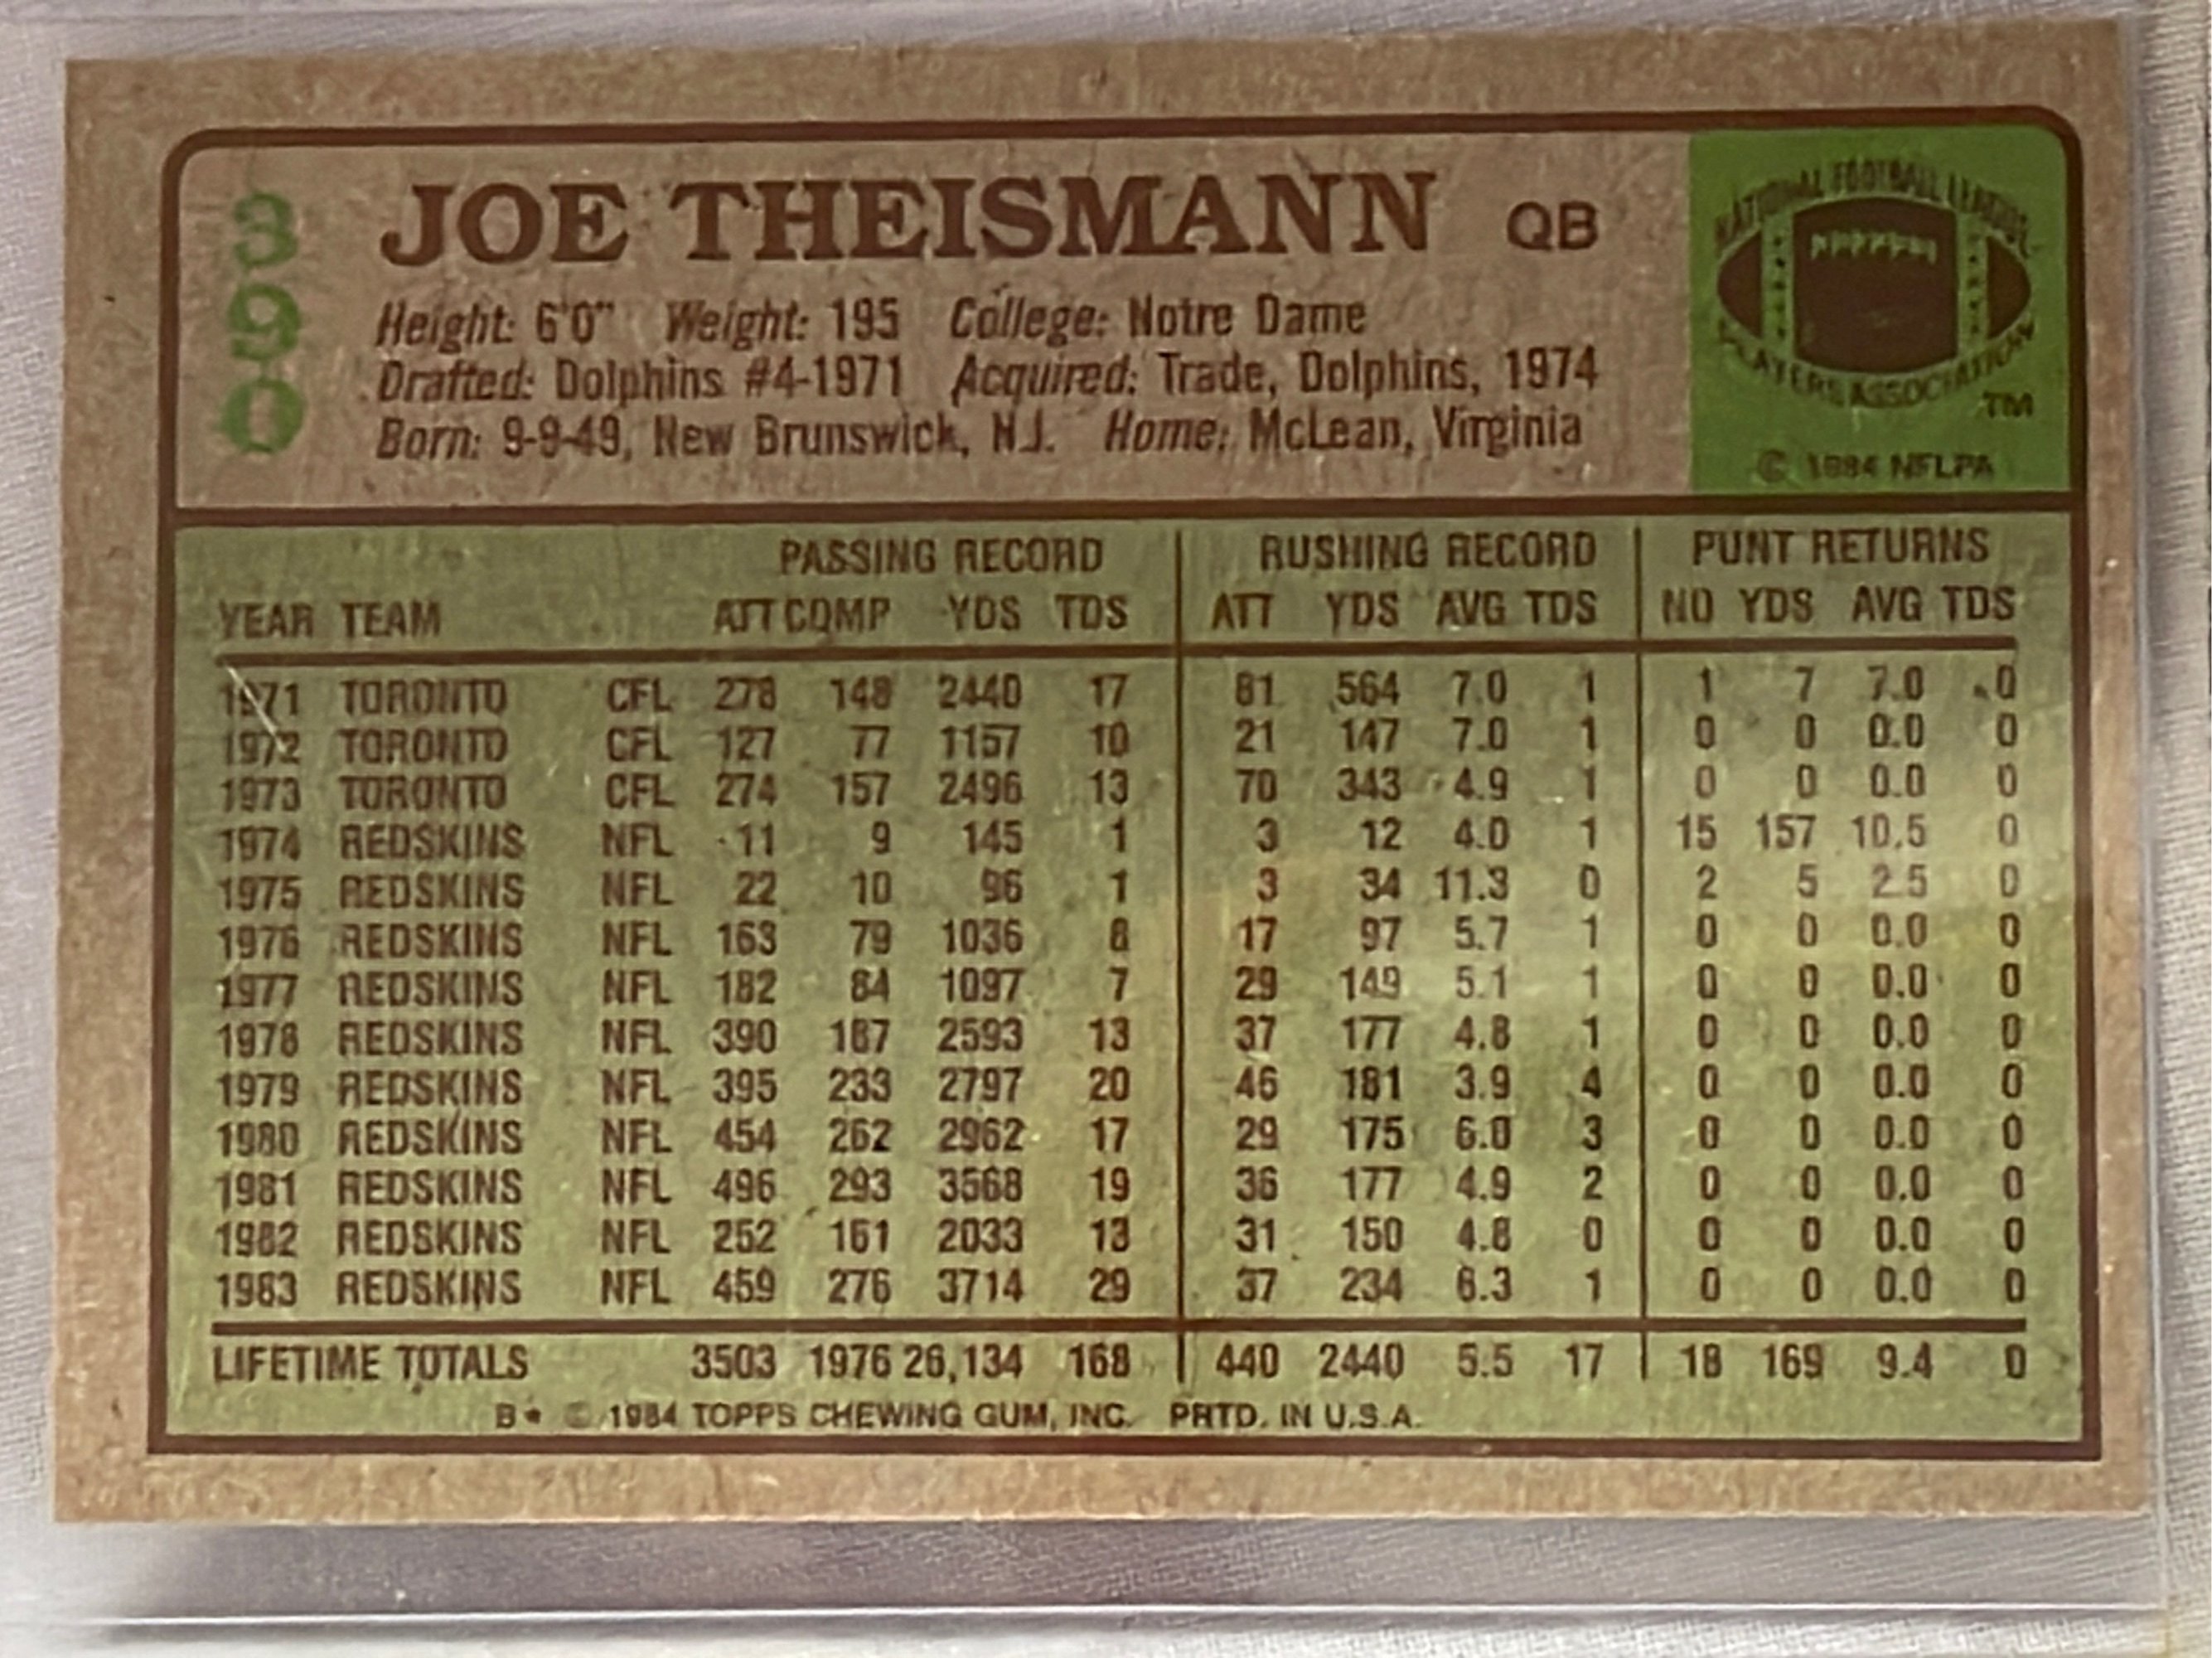 390
JOE THEISMANN QB
Height: 6'0" Weight: 195 College: Notre Dame
Drafted: Dolphins #4-1971 Acquired: Trade, Dolphins, 1974
Born: 9-9-49, New Brunswick, N.J. Home: McLean, Virginia
NATIONAL FOOTBALL LEAGUE
PLAYERS ASSOCIATION
TM
© 1984 NFLPA
PASSING RECORD RUSHING RECORD PUNT RETURNS
YEAR TEAM ATT COMP YDS TDS ATT YDS AVG TDS NO YDS AVG TDS
1971 TORONTO CFL 278 148 2440 17 81 564 7.0 1 1 7 7.0 0
1972 TORONTO CFL 127 77 1157 10 21 147 7.0 1 0 0 0.0 0
1973 TORONTO CFL 274 157 2496 13 70 343 4.9 1 0 0 0.0 0
1974 REDSKINS NFL 11 9 145 1 3 12 4.0 1 15 157 10.5 0
1975 REDSKINS NFL 22 10 96 1 3 34 11.3 0 2 5 2.5 0
1976 REDSKINS NFL 163 79 1036 8 17 97 5.7 1 0 0 0.0 0
1977 REDSKINS NFL 182 84 1097 7 29 149 5.1 1 0 0 0.0 0
1978 REDSKINS NFL 390 187 2593 13 37 177 4.8 1 0 0 0.0 0
1979 REDSKINS NFL 395 233 2797 20 46 181 3.9 4 0 0 0.0 0
1980 REDSKINS NFL 454 262 2962 17 29 175 6.0 3 0 0 0.0 0
1981 REDSKINS NFL 496 293 3568 19 36 177 4.9 2 0 0 0.0 0
1982 REDSKINS NFL 252 161 2033 13 31 150 4.8 0 0 0 0.0 0
1983 REDSKINS NFL 459 276 3714 29 37 234 6.3 1 0 0 0.0 0
LIFETIME TOTALS 3503 1976 26,134 168 440 2440 5.5 17 18 169 9.4 0
B* © 1984 TOPPS CHEWING GUM, INC. PRTD. IN U.S.A.